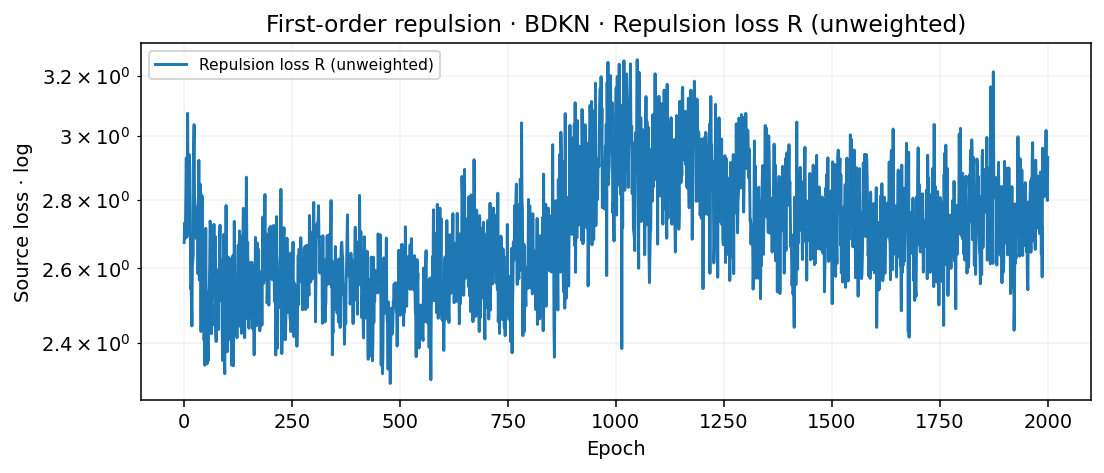 First-order repulsion · BDKN · Repulsion loss R (unweighted)
Repulsion loss R (unweighted)
Source loss · log
3.2 × 10⁰
3 × 10⁰
2.8 × 10⁰
2.6 × 10⁰
2.4 × 10⁰
0 250 500 750 1000 1250 1500 1750 2000
Epoch